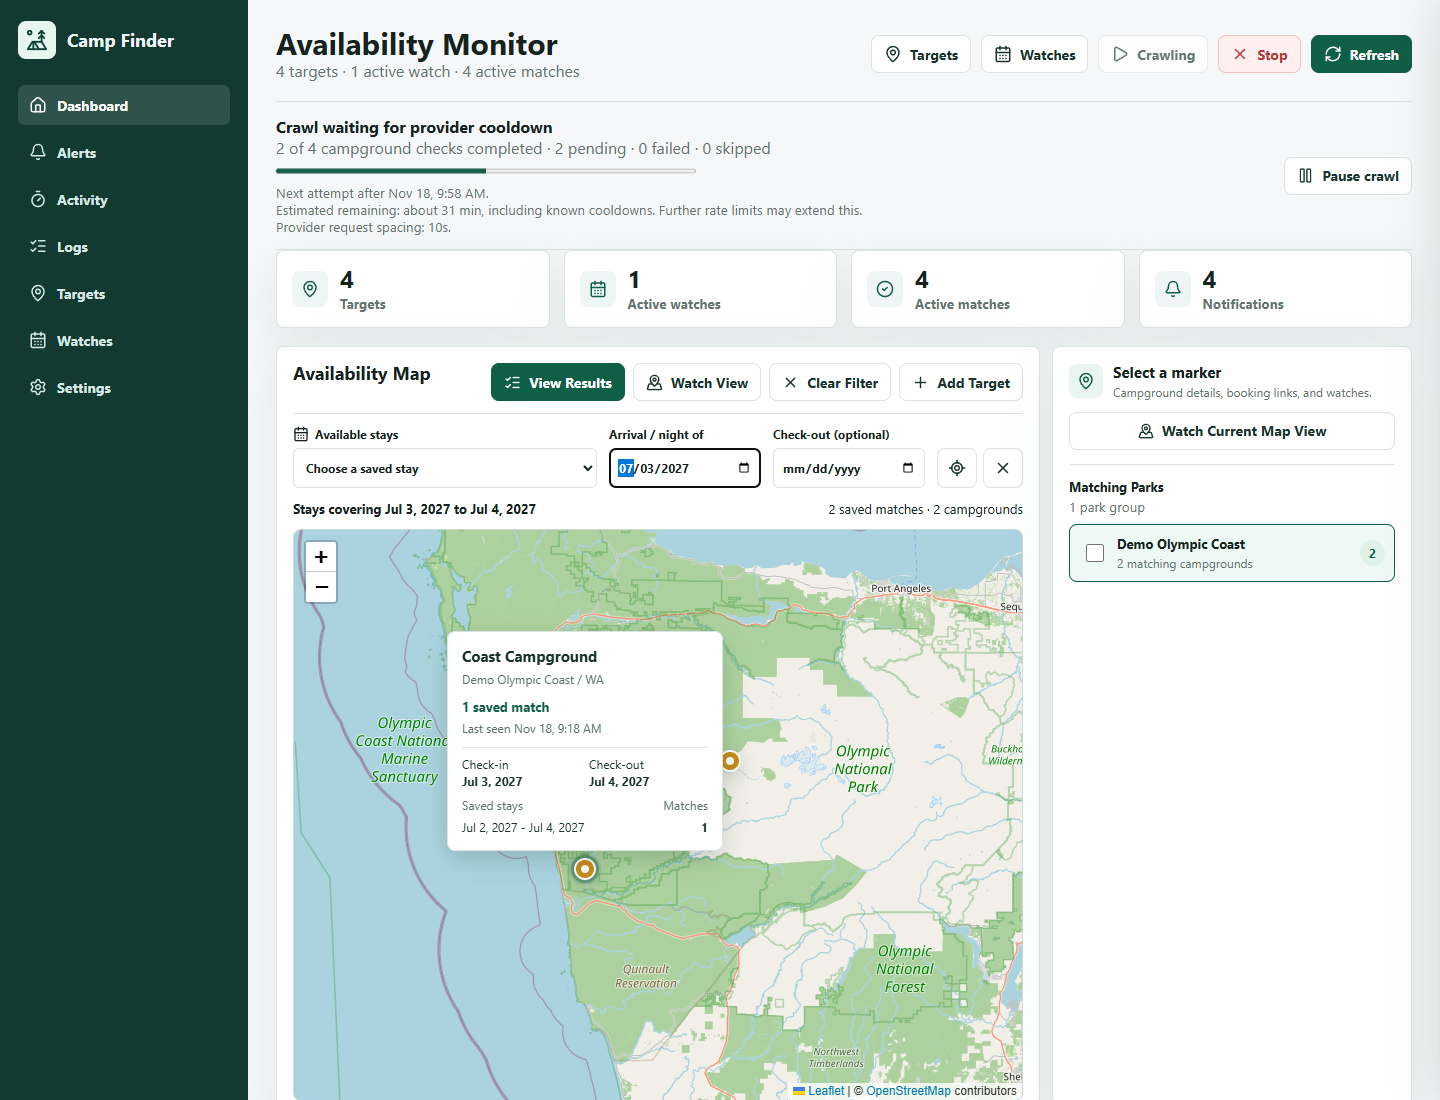 Camp Finder
Dashboard
Alerts
Activity
Logs
Targets
Watches
Settings
Availability Monitor
4 targets · 1 active watch · 4 active matches
Targets
Watches
Crawling
Stop
Refresh
Crawl waiting for provider cooldown
2 of 4 campground checks completed · 2 pending · 0 failed · 0 skipped
Next attempt after Nov 18, 9:58 AM.
Estimated remaining: about 31 min, including known cooldowns. Further rate limits may extend this.
Provider request spacing: 10s.
Pause crawl
4
Targets
1
Active watches
4
Active matches
4
Notifications
Availability Map
View Results
Watch View
Clear Filter
Add Target
Available stays
Arrival / night of
Check-out (optional)
Choose a saved stay
07/03/2027
mm/dd/yyyy
Stays covering Jul 3, 2027 to Jul 4, 2027
2 saved matches · 2 campgrounds
+
−
Port Angeles
Sequ
Coast Campground
Demo Olympic Coast / WA
1 saved match
Last seen Nov 18, 9:18 AM
Check-in
Check-out
Jul 3, 2027
Jul 4, 2027
Saved stays
Matches
Jul 2, 2027 - Jul 4, 2027
1
Olympic
Coast Nationa
Marine
Sanctuary
Olympic
National
Park
Buckho
Wildern
Quinault
Reservation
Olympic
National
Forest
Northwest
Timberlands
Shel
Leaflet | © OpenStreetMap contributors
Select a marker
Campground details, booking links, and watches.
Watch Current Map View
Matching Parks
1 park group
Demo Olympic Coast
2 matching campgrounds
2